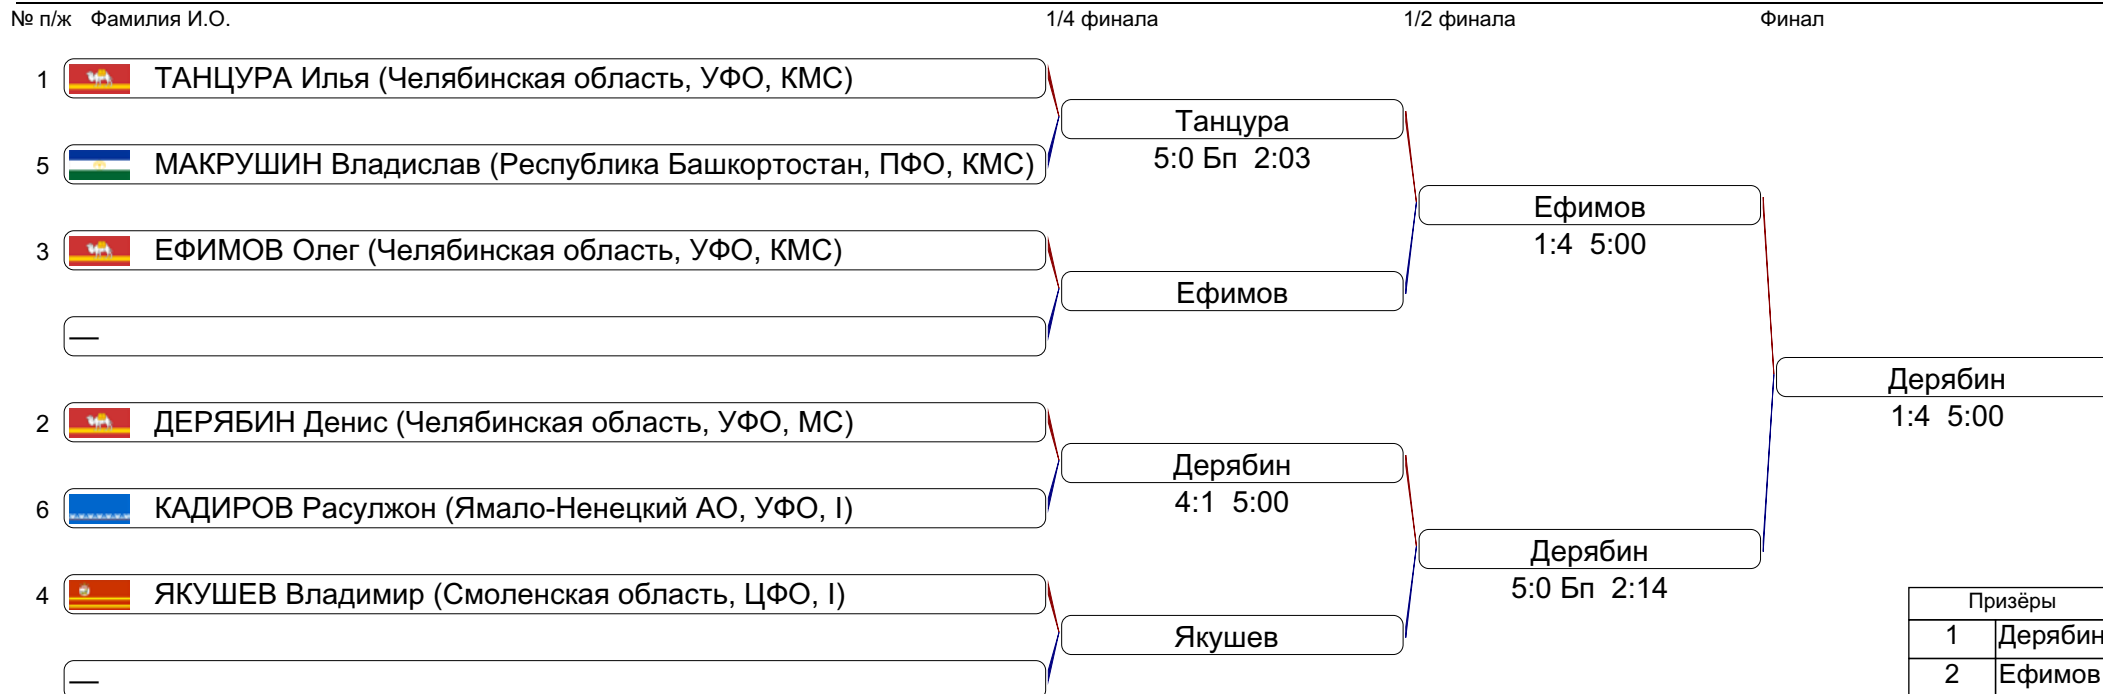 № п/ж Фамилия И.О. 1/4 финала 1/2 финала Финал
1 ТАНЦУРА Илья (Челябинская область, УФО, КМС)
Танцура
5 МАКРУШИН Владислав (Республика Башкортостан, ПФО, КМС)
5:0 Бп 2:03
Ефимов
1:4 5:00
3 ЕФИМОВ Олег (Челябинская область, УФО, КМС)
Ефимов
—
Дерябин
1:4 5:00
2 ДЕРЯБИН Денис (Челябинская область, УФО, МС)
Дерябин
4:1 5:00
6 КАДИРОВ Расулжон (Ямало-Ненецкий АО, УФО, I)
Дерябин
5:0 Бп 2:14
4 ЯКУШЕВ Владимир (Смоленская область, ЦФО, I)
Якушев
—
Призёры
1 Дерябин
2 Ефимов